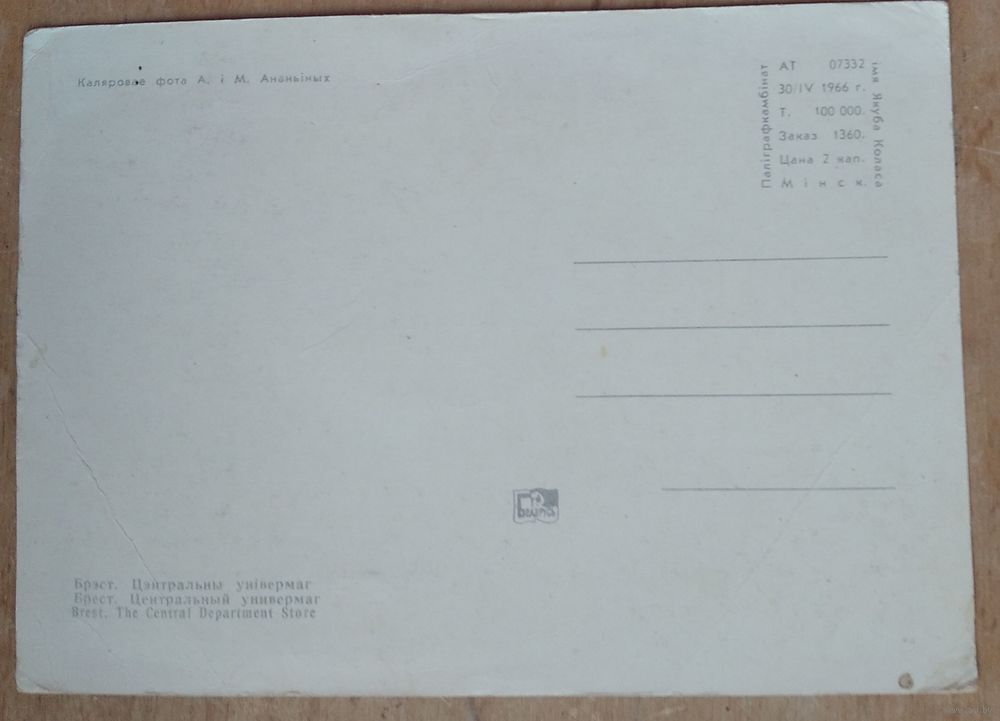 Каляровае фота А. і М. Ананьіных
Паліграфкамбінат
АТ 07332
30/IV 1966 г.
Т. 100 000.
Заказ 1360.
Цана 2 кап.
Мінск.
імя Якуба Коласа
Брэст. Цэнтральны універмаг
Брест. Центральный универмаг
Brest. The Central Department Store